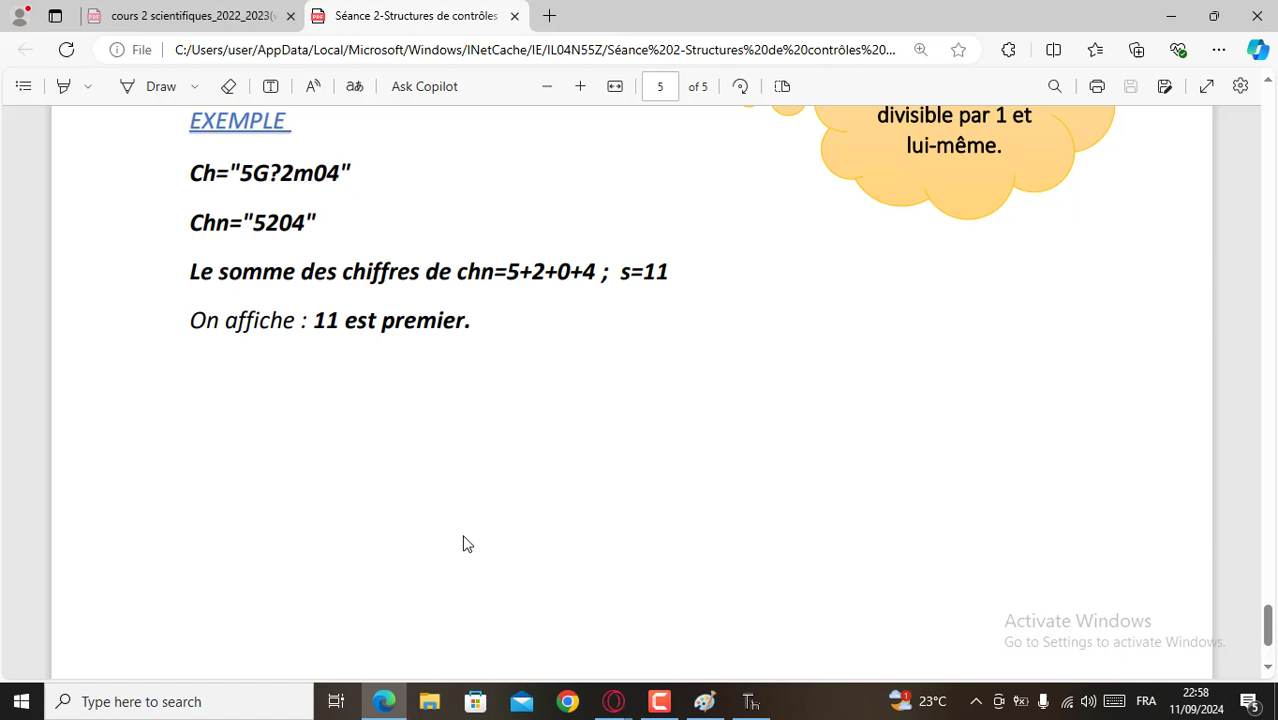 cours 2 scientifiques_2022_2023(v
Séance 2-Structures de contrôles
File
C:/Users/user/AppData/Local/Microsoft/Windows/INetCache/IE/IL04N55Z/Séance%202-Structures%20de%20contrôles%20...
Draw
Ask Copilot
5
of 5
EXEMPLE
divisible par 1 et
lui-même.
Ch="5G?2m04"
Chn="5204"
Le somme des chiffres de chn=5+2+0+4 ; s=11
On affiche : 11 est premier.
Activate Windows
Go to Settings to activate Windows.
Type here to search
Th
1
23°C
FRA
22:58
11/09/2024
5